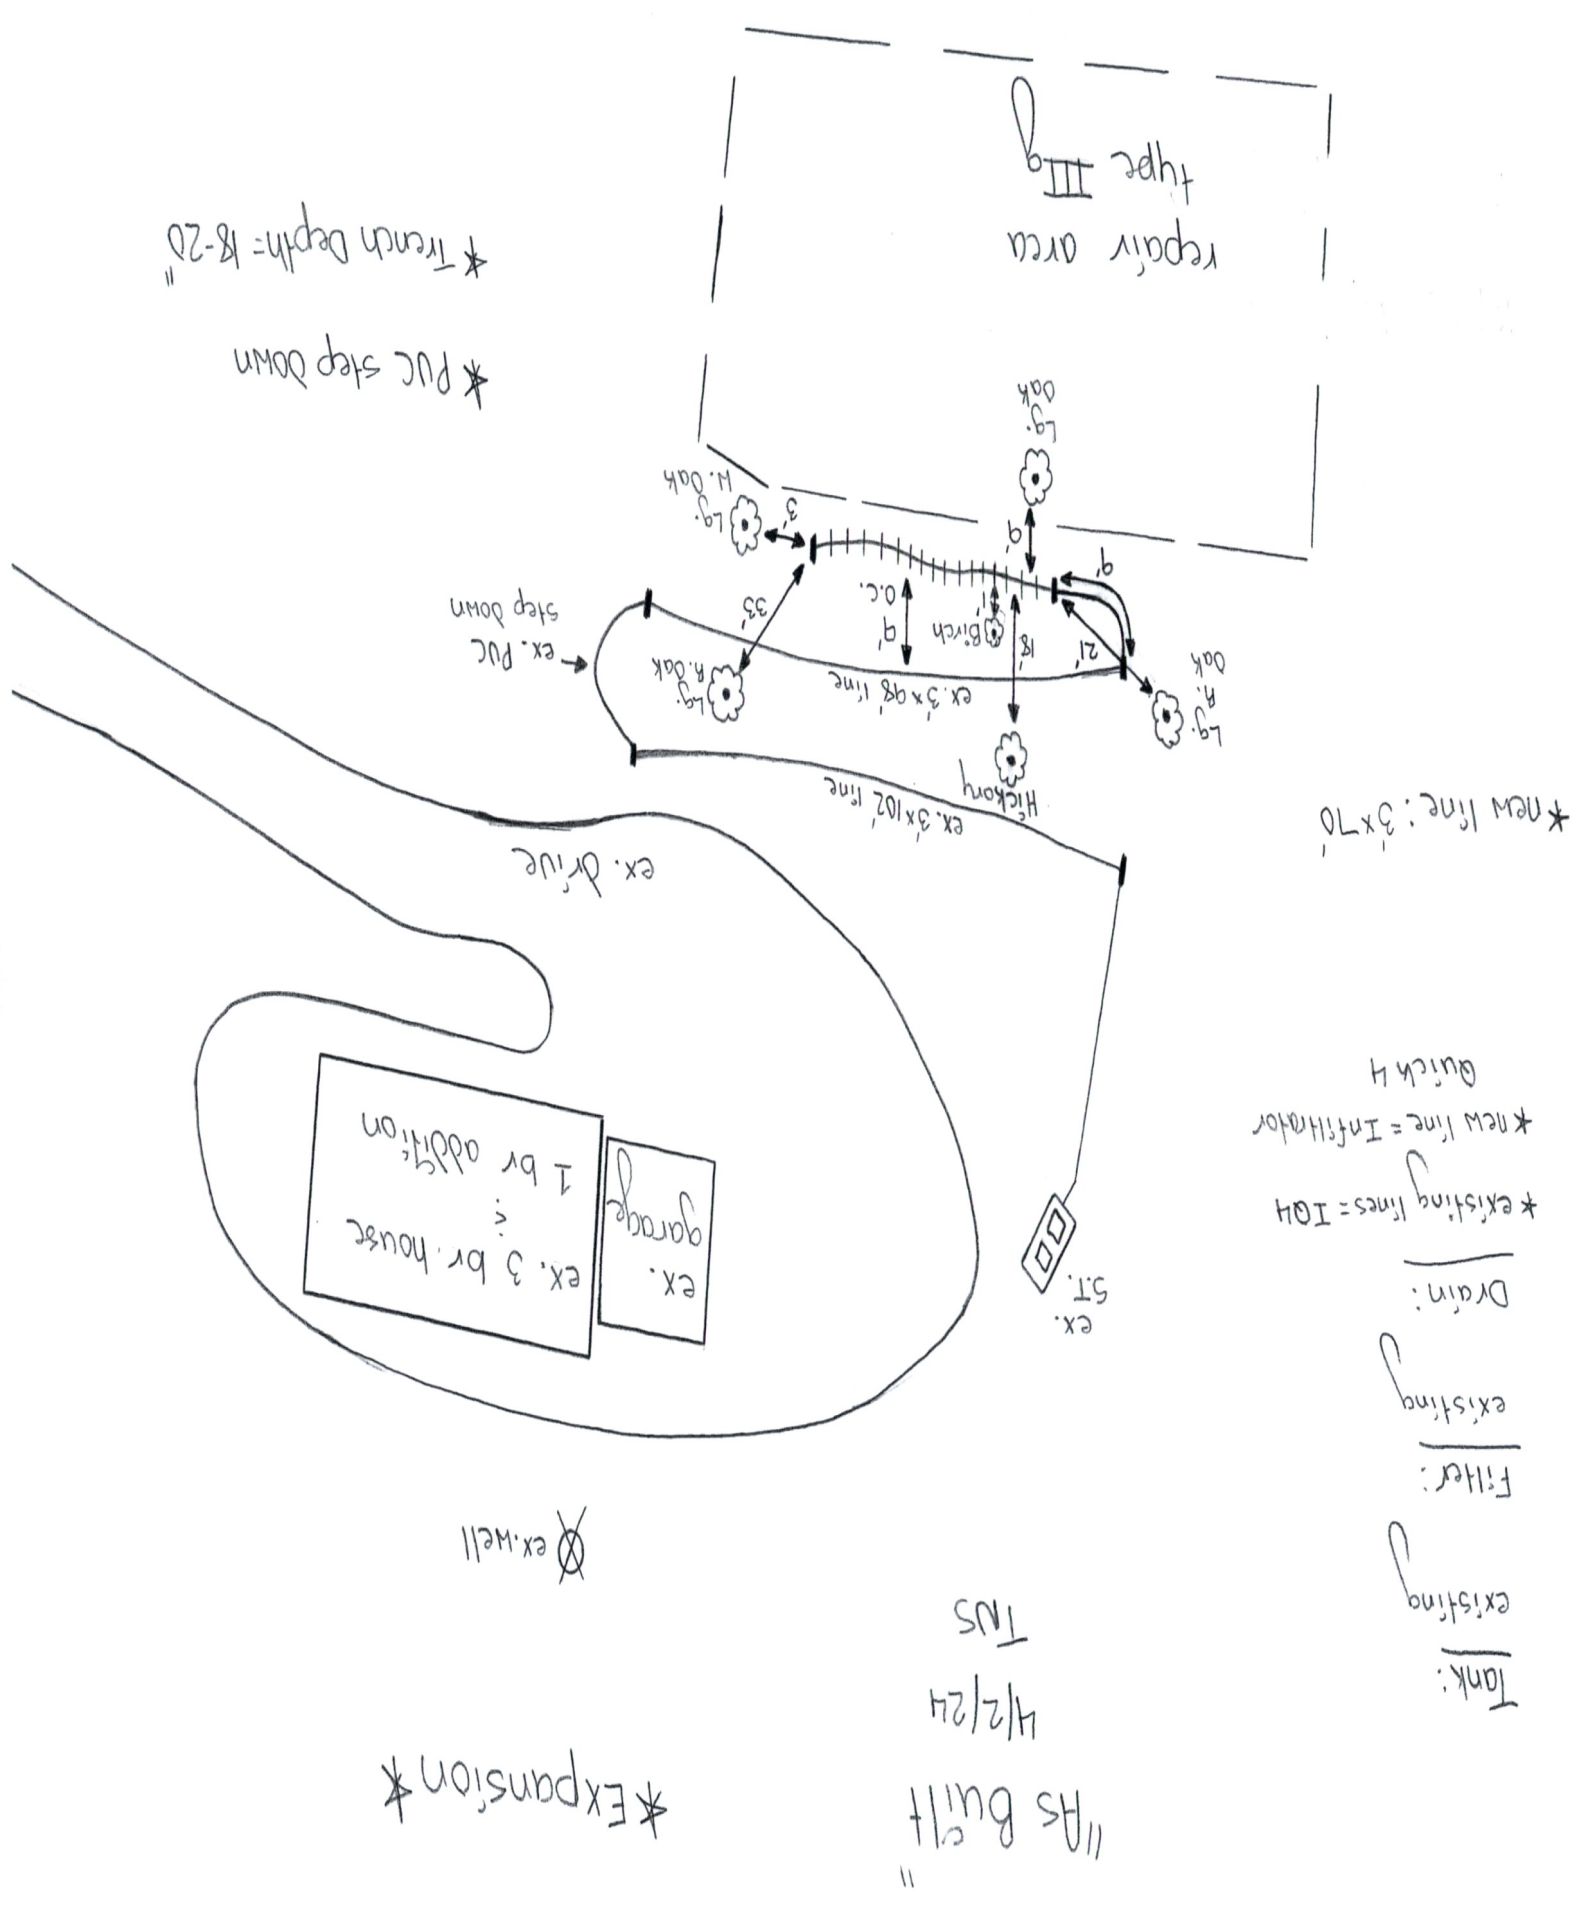 "As Built"
4/2/24
TNS
*Expansion*
Tank:
existing
Filter:
existing
Drain:
*existing lines = IQ4
*new line = Infiltrator
Quick 4
*new line: 3'x70'
ex. well
ex.
S.T.
ex.
garage
ex. 3 br. house
&
1 br addition
ex. drive
ex. 3'x102' line
Hickory
ex. 3'x98' line
Lg.
R.
Oak
Lg.
R. Oak
ex. PVC
step down
21'
18'
Birch
1'
9'
O.C.
33'
9'
9'
3'
Lg.
W. Oak
Lg.
Oak
*PVC step down
*Trench Depth = 18-20"
repair area
type IIIg